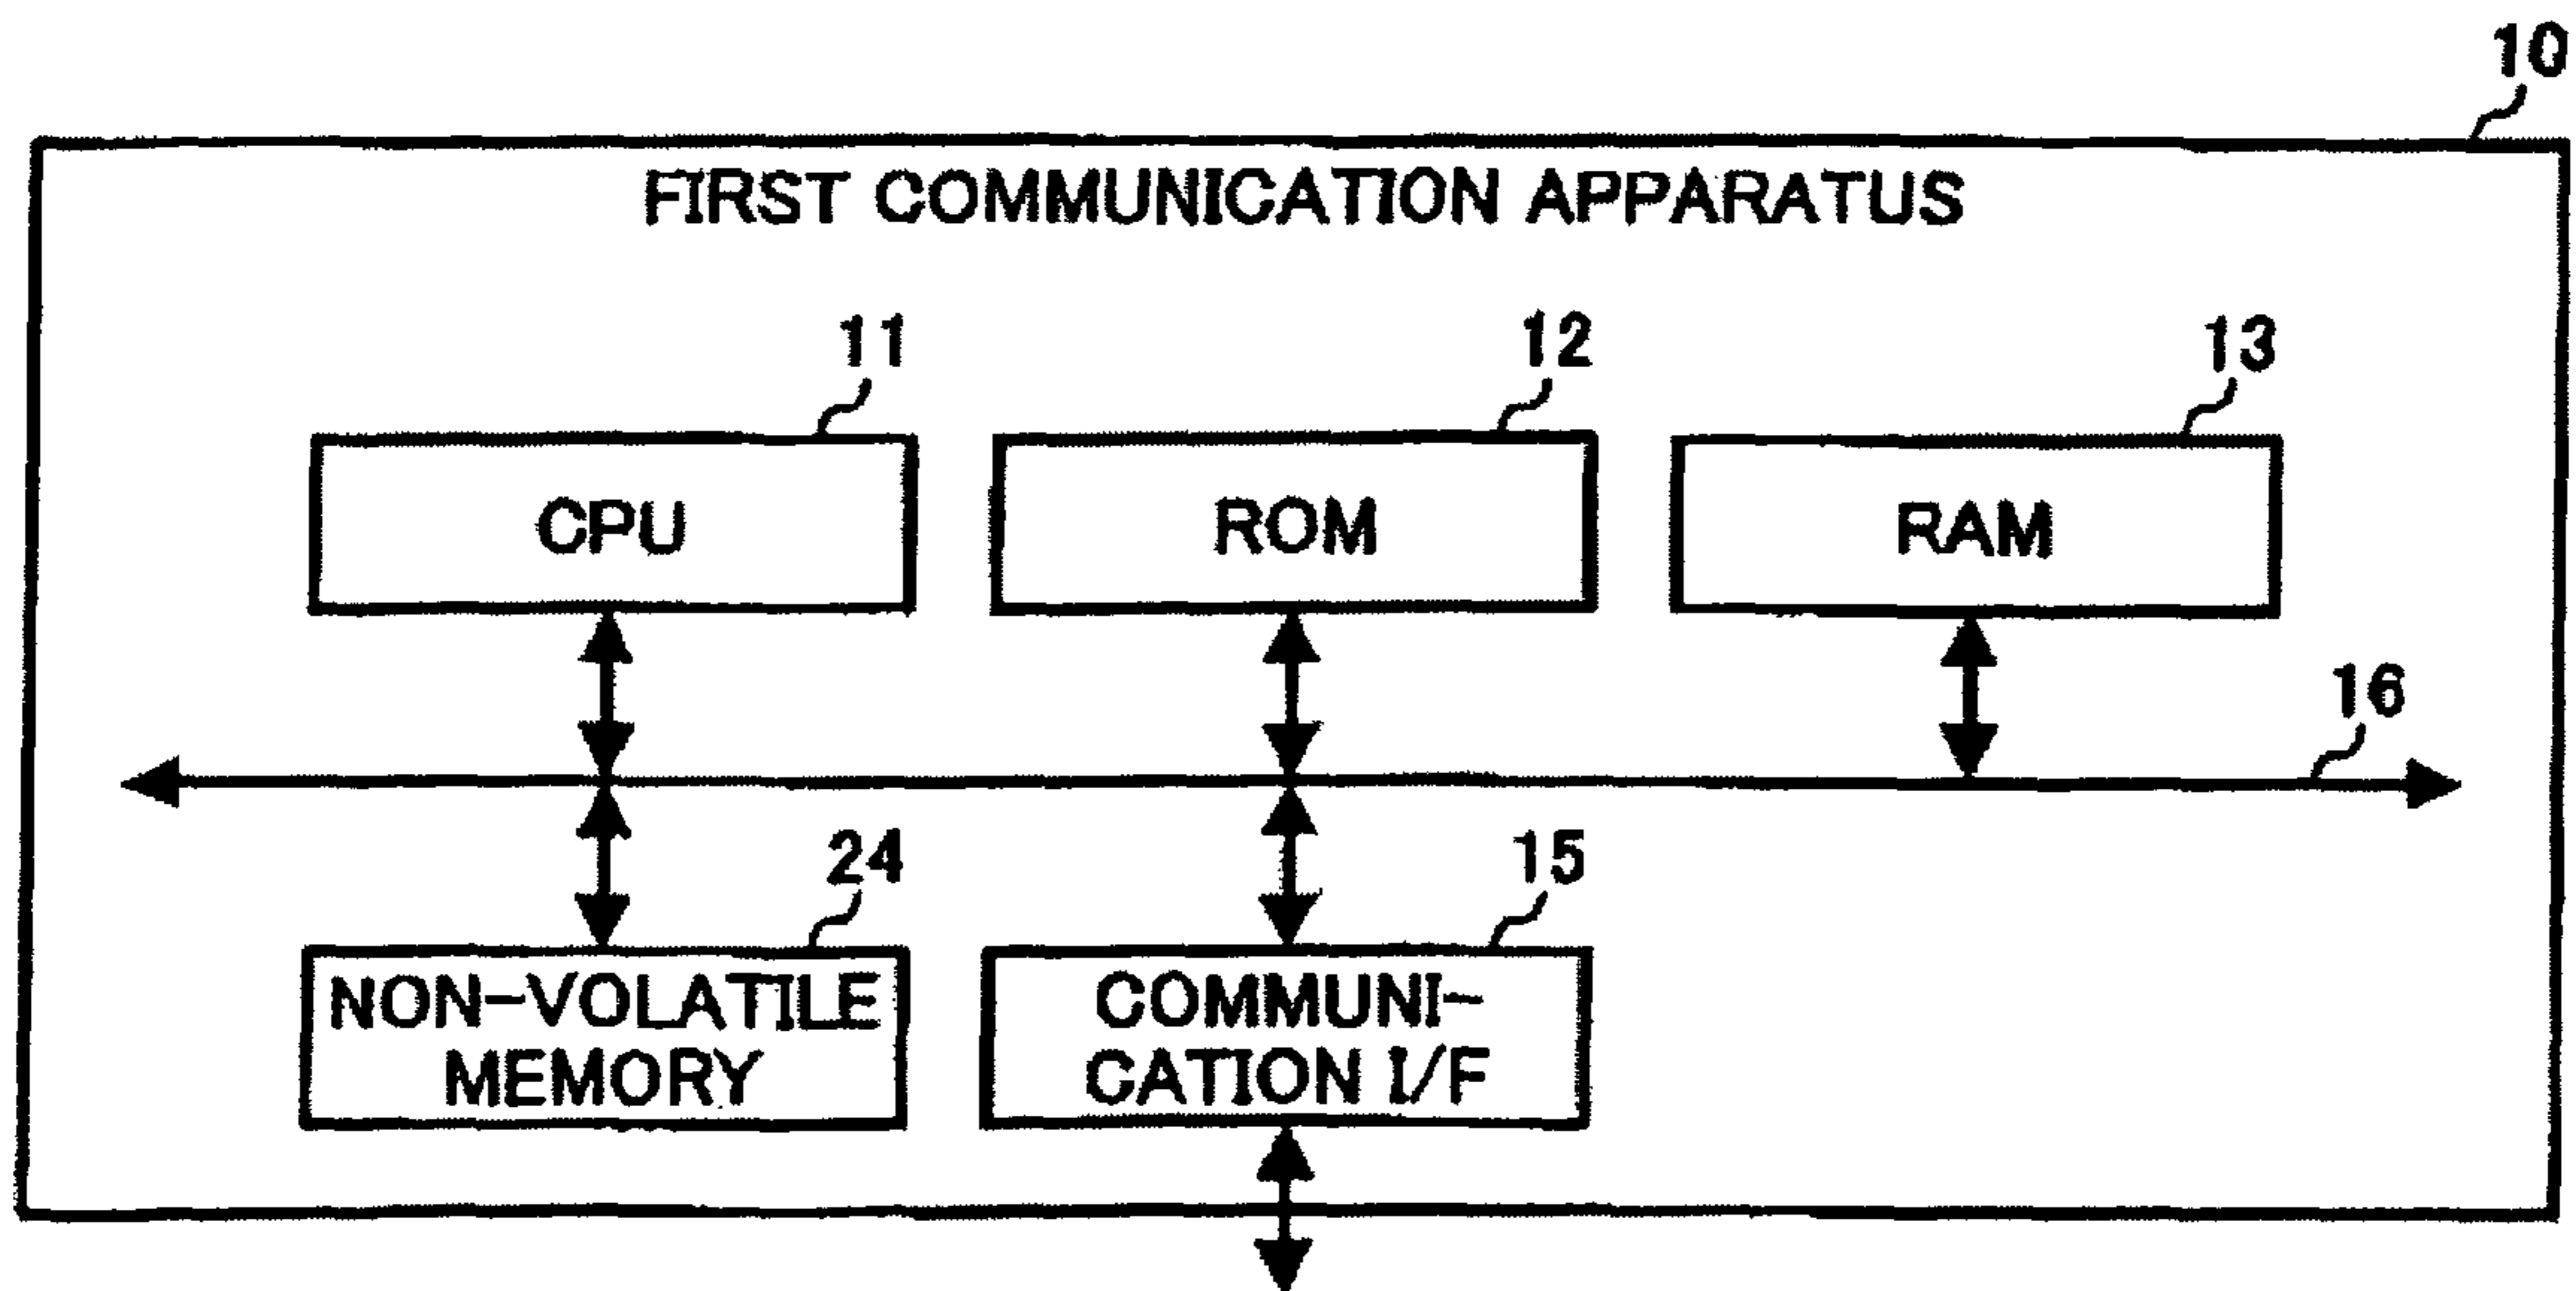 10
FIRST COMMUNICATION APPARATUS
11
12
13
CPU
ROM
RAM
16
24
15
NON-VOLATILE
MEMORY
COMMUNI-
CATION I/F